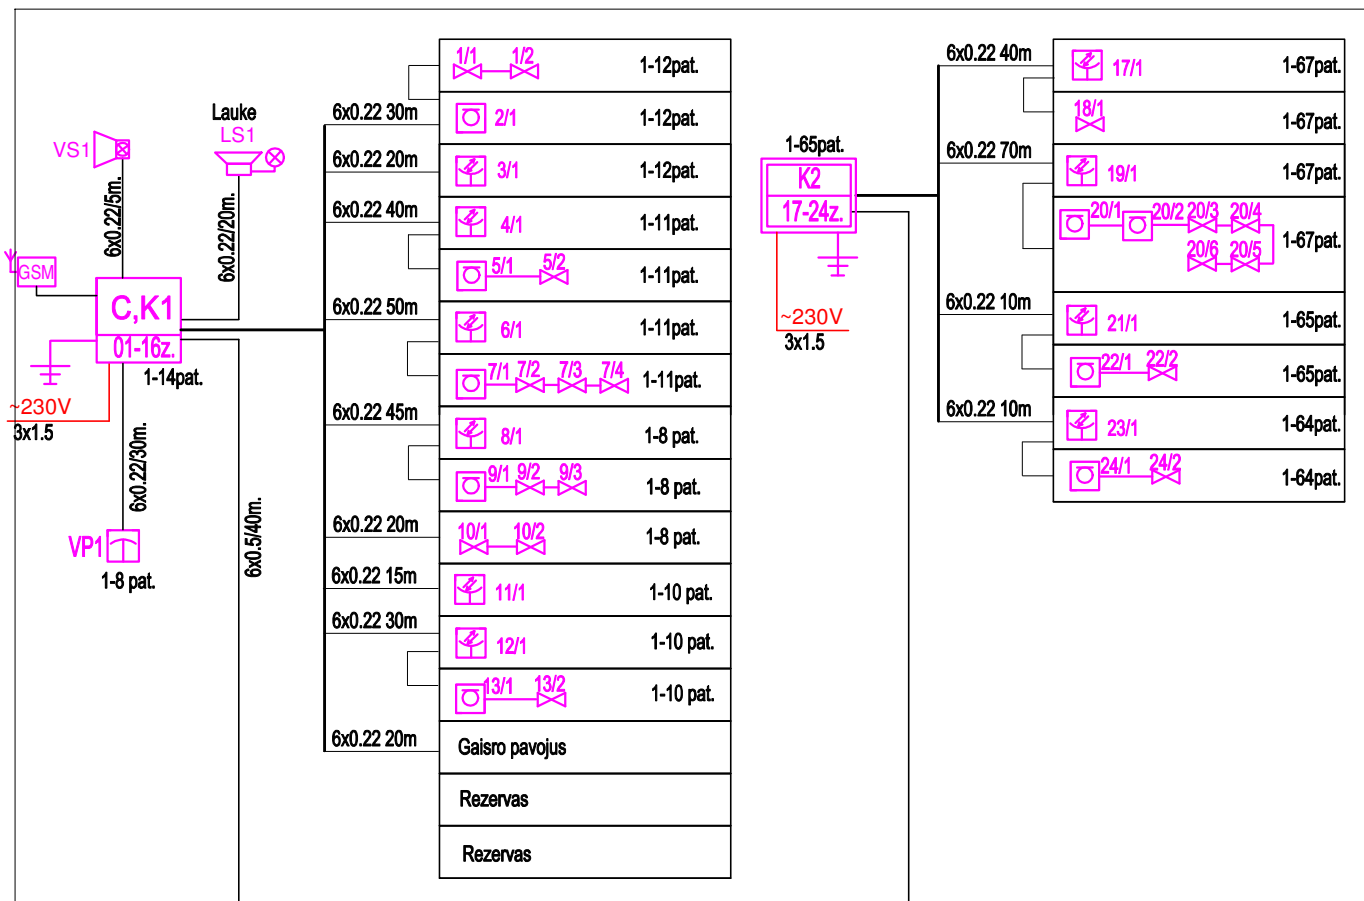 VS1
6x0.22/5m.
Lauke
LS1
6x0.22/20m.
GSM
C,K1
01-16z.
1-14pat.
~230V
3x1.5
6x0.22/30m.
VP1
1-8 pat.
6x0.5/40m.
1/1 1/2 1-12pat.
6x0.22 30m 2/1 1-12pat.
6x0.22 20m 3/1 1-12pat.
6x0.22 40m 4/1 1-11pat.
5/1 5/2 1-11pat.
6x0.22 50m 6/1 1-11pat.
7/1 7/2 7/3 7/4 1-11pat.
6x0.22 45m 8/1 1-8 pat.
9/1 9/2 9/3 1-8 pat.
6x0.22 20m 10/1 10/2 1-8 pat.
6x0.22 15m 11/1 1-10 pat.
6x0.22 30m 12/1 1-10 pat.
13/1 13/2 1-10 pat.
6x0.22 20m Gaisro pavojus
Rezervas
Rezervas
1-65pat.
K2
17-24z.
~230V
3x1.5
6x0.22 40m 17/1 1-67pat.
18/1 1-67pat.
6x0.22 70m 19/1 1-67pat.
20/1 20/2 20/3 20/4 1-67pat.
20/6 20/5
6x0.22 10m 21/1 1-65pat.
22/1 22/2 1-65pat.
6x0.22 10m 23/1 1-64pat.
24/1 24/2 1-64pat.